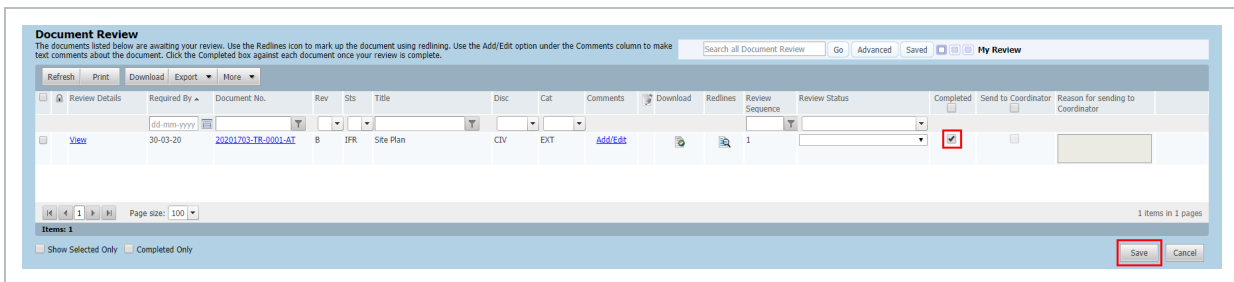 Document Review
The documents listed below are awaiting your review. Use the Redlines icon to mark up the document using redlining. Use the Add/Edit option under the Comments column to make
text comments about the document. Click the Completed box against each document once your review is complete.
Search all Document Review Go Advanced Saved My Review
Refresh Print Download Export More
Review Details Required By Document No. Rev Sts Title Disc Cat Comments Download Redlines Review Sequence Review Status Completed Send to Coordinator Reason for sending to Coordinator
dd-mm-yyyy
View 30-03-20 20201703-TR-0001-AT B IFR Site Plan CIV EXT Add/Edit 1
1 Page size: 100 1 items in 1 pages
Items: 1
Show Selected Only Completed Only Save Cancel